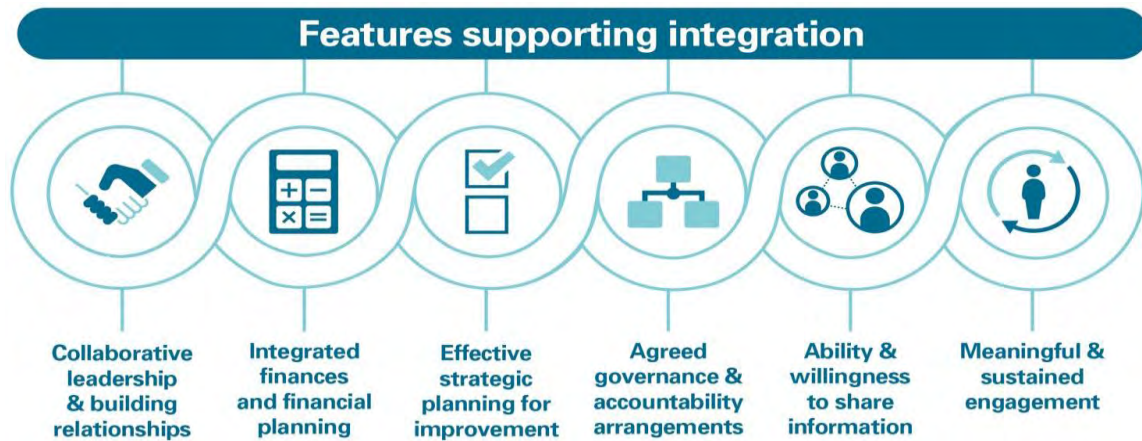 Features supporting integration
Collaborative
leadership
& building
relationships
Integrated
finances
and financial
planning
Effective
strategic
planning for
improvement
Agreed
governance &
accountability
arrangements
Ability &
willingness
to share
information
Meaningful &
sustained
engagement